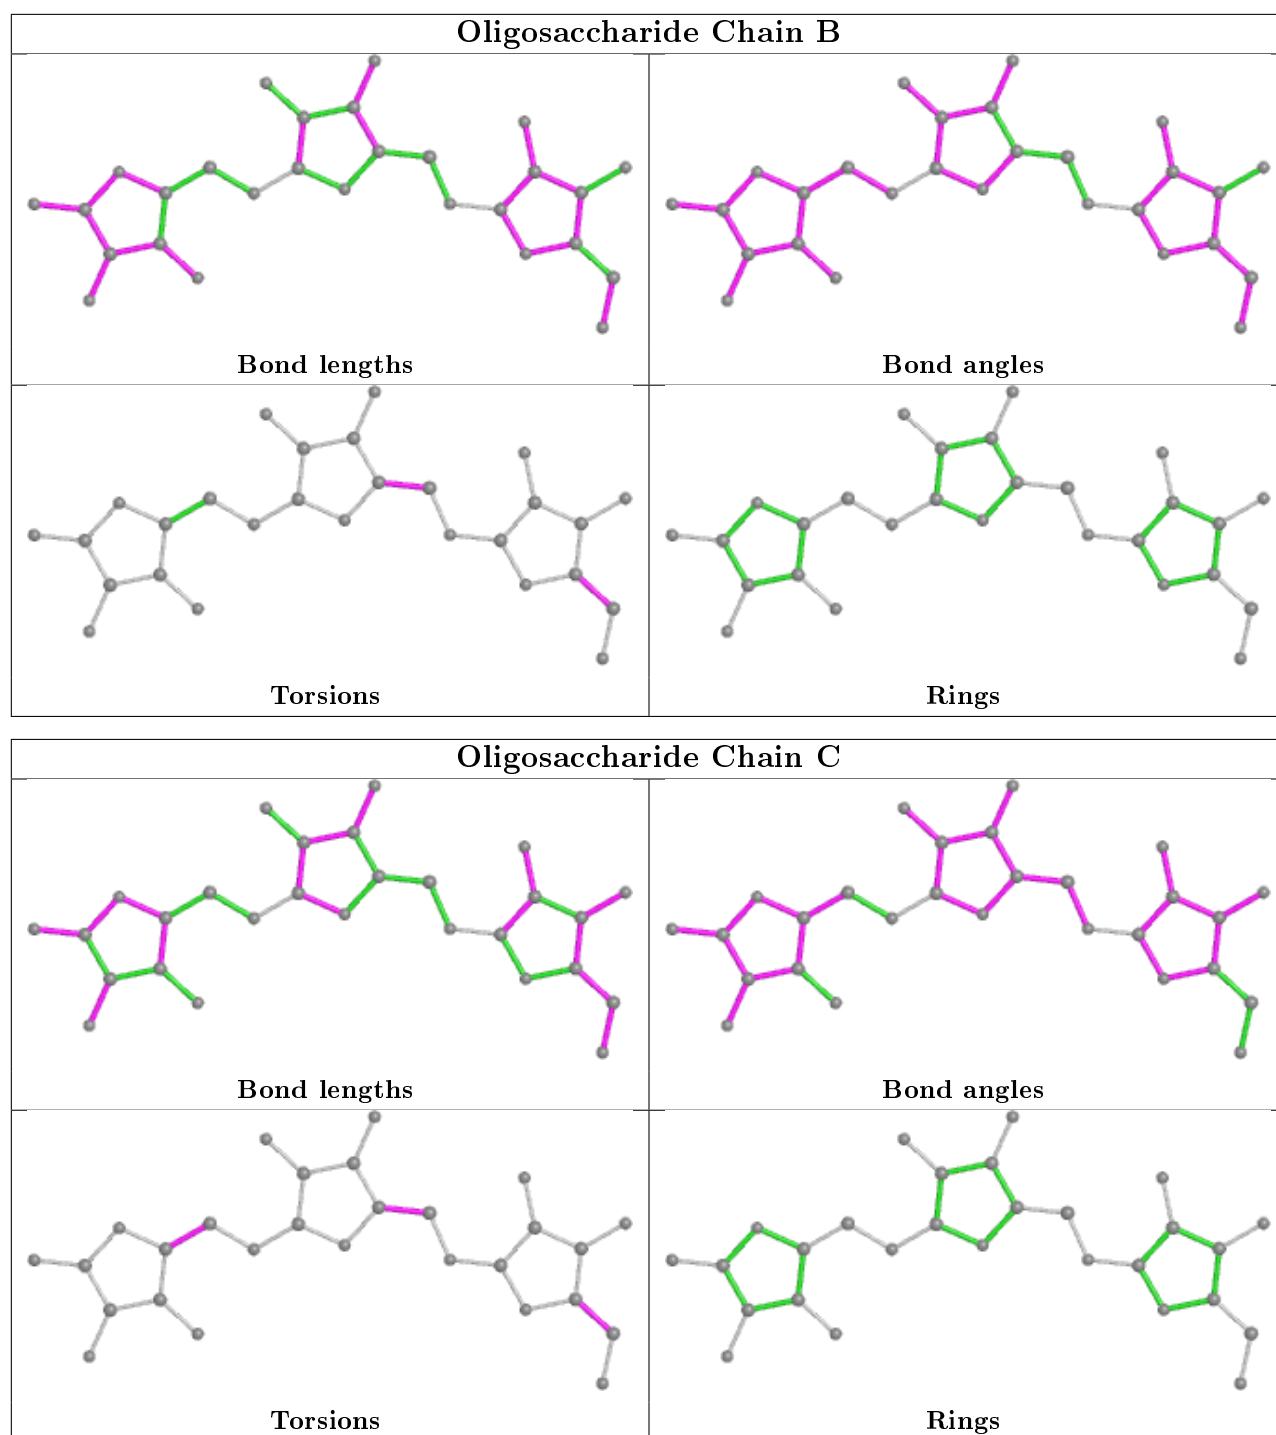 Oligosaccharide Chain B
Bond lengths
Bond angles
Torsions
Rings
Oligosaccharide Chain C
Bond lengths
Bond angles
Torsions
Rings